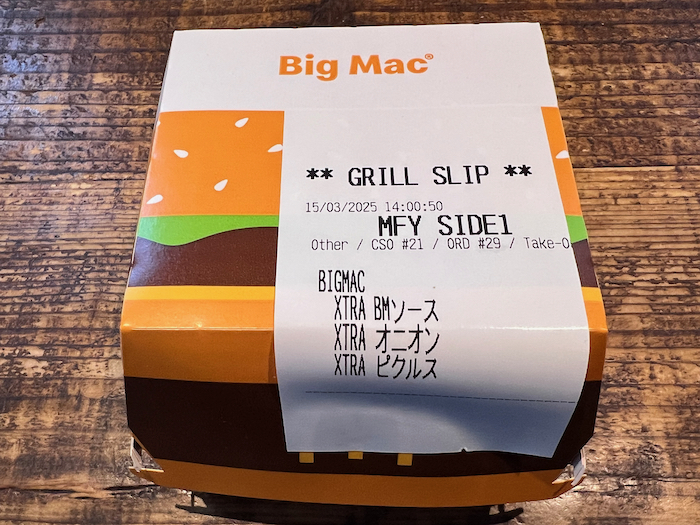 Big Mac®
** GRILL SLIP **
15/03/2025 14:00:50
MFY SIDE1
Other / CSO #21 / ORD #29 / Take-O
BIGMAC
XTRA BMソース
XTRA オニオン
XTRA ピクルス